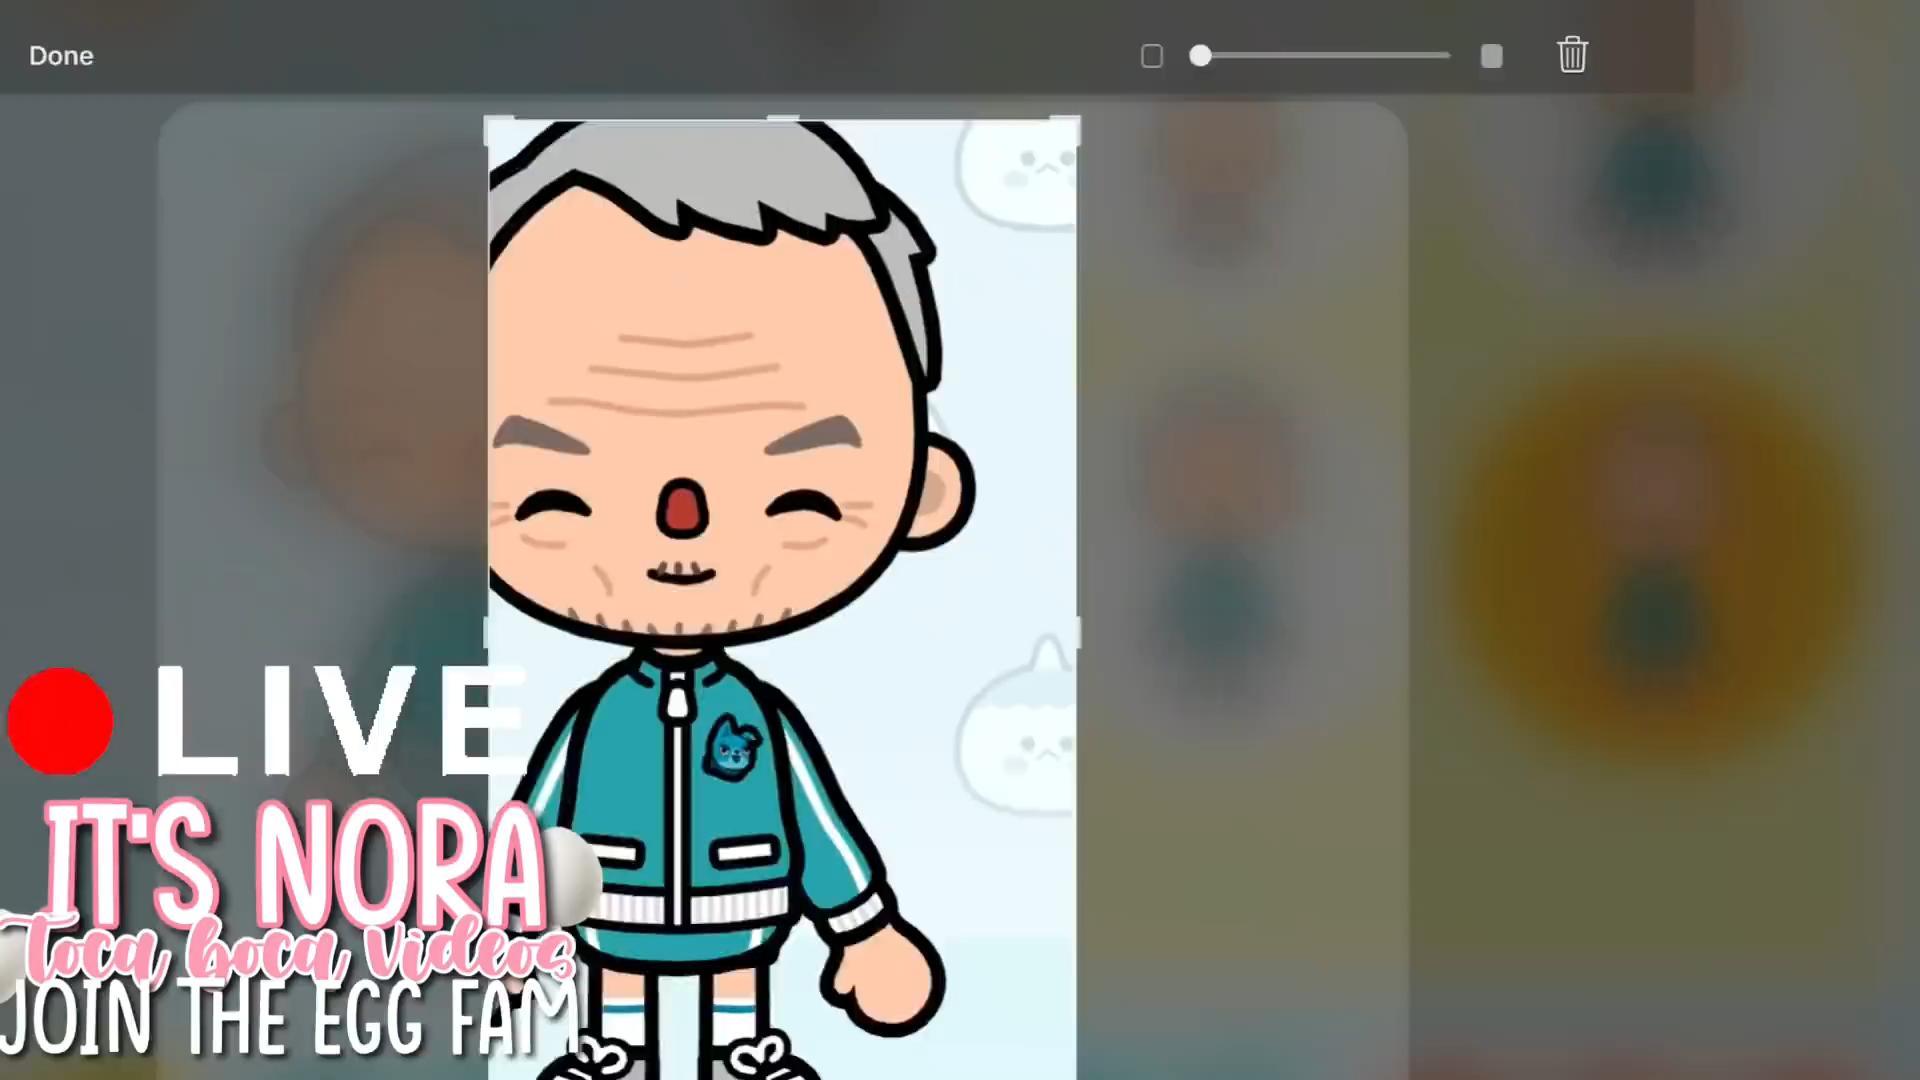 Done
LIVE
IT'S NORA
Toca boca Videos
JOIN THE EGG FAM